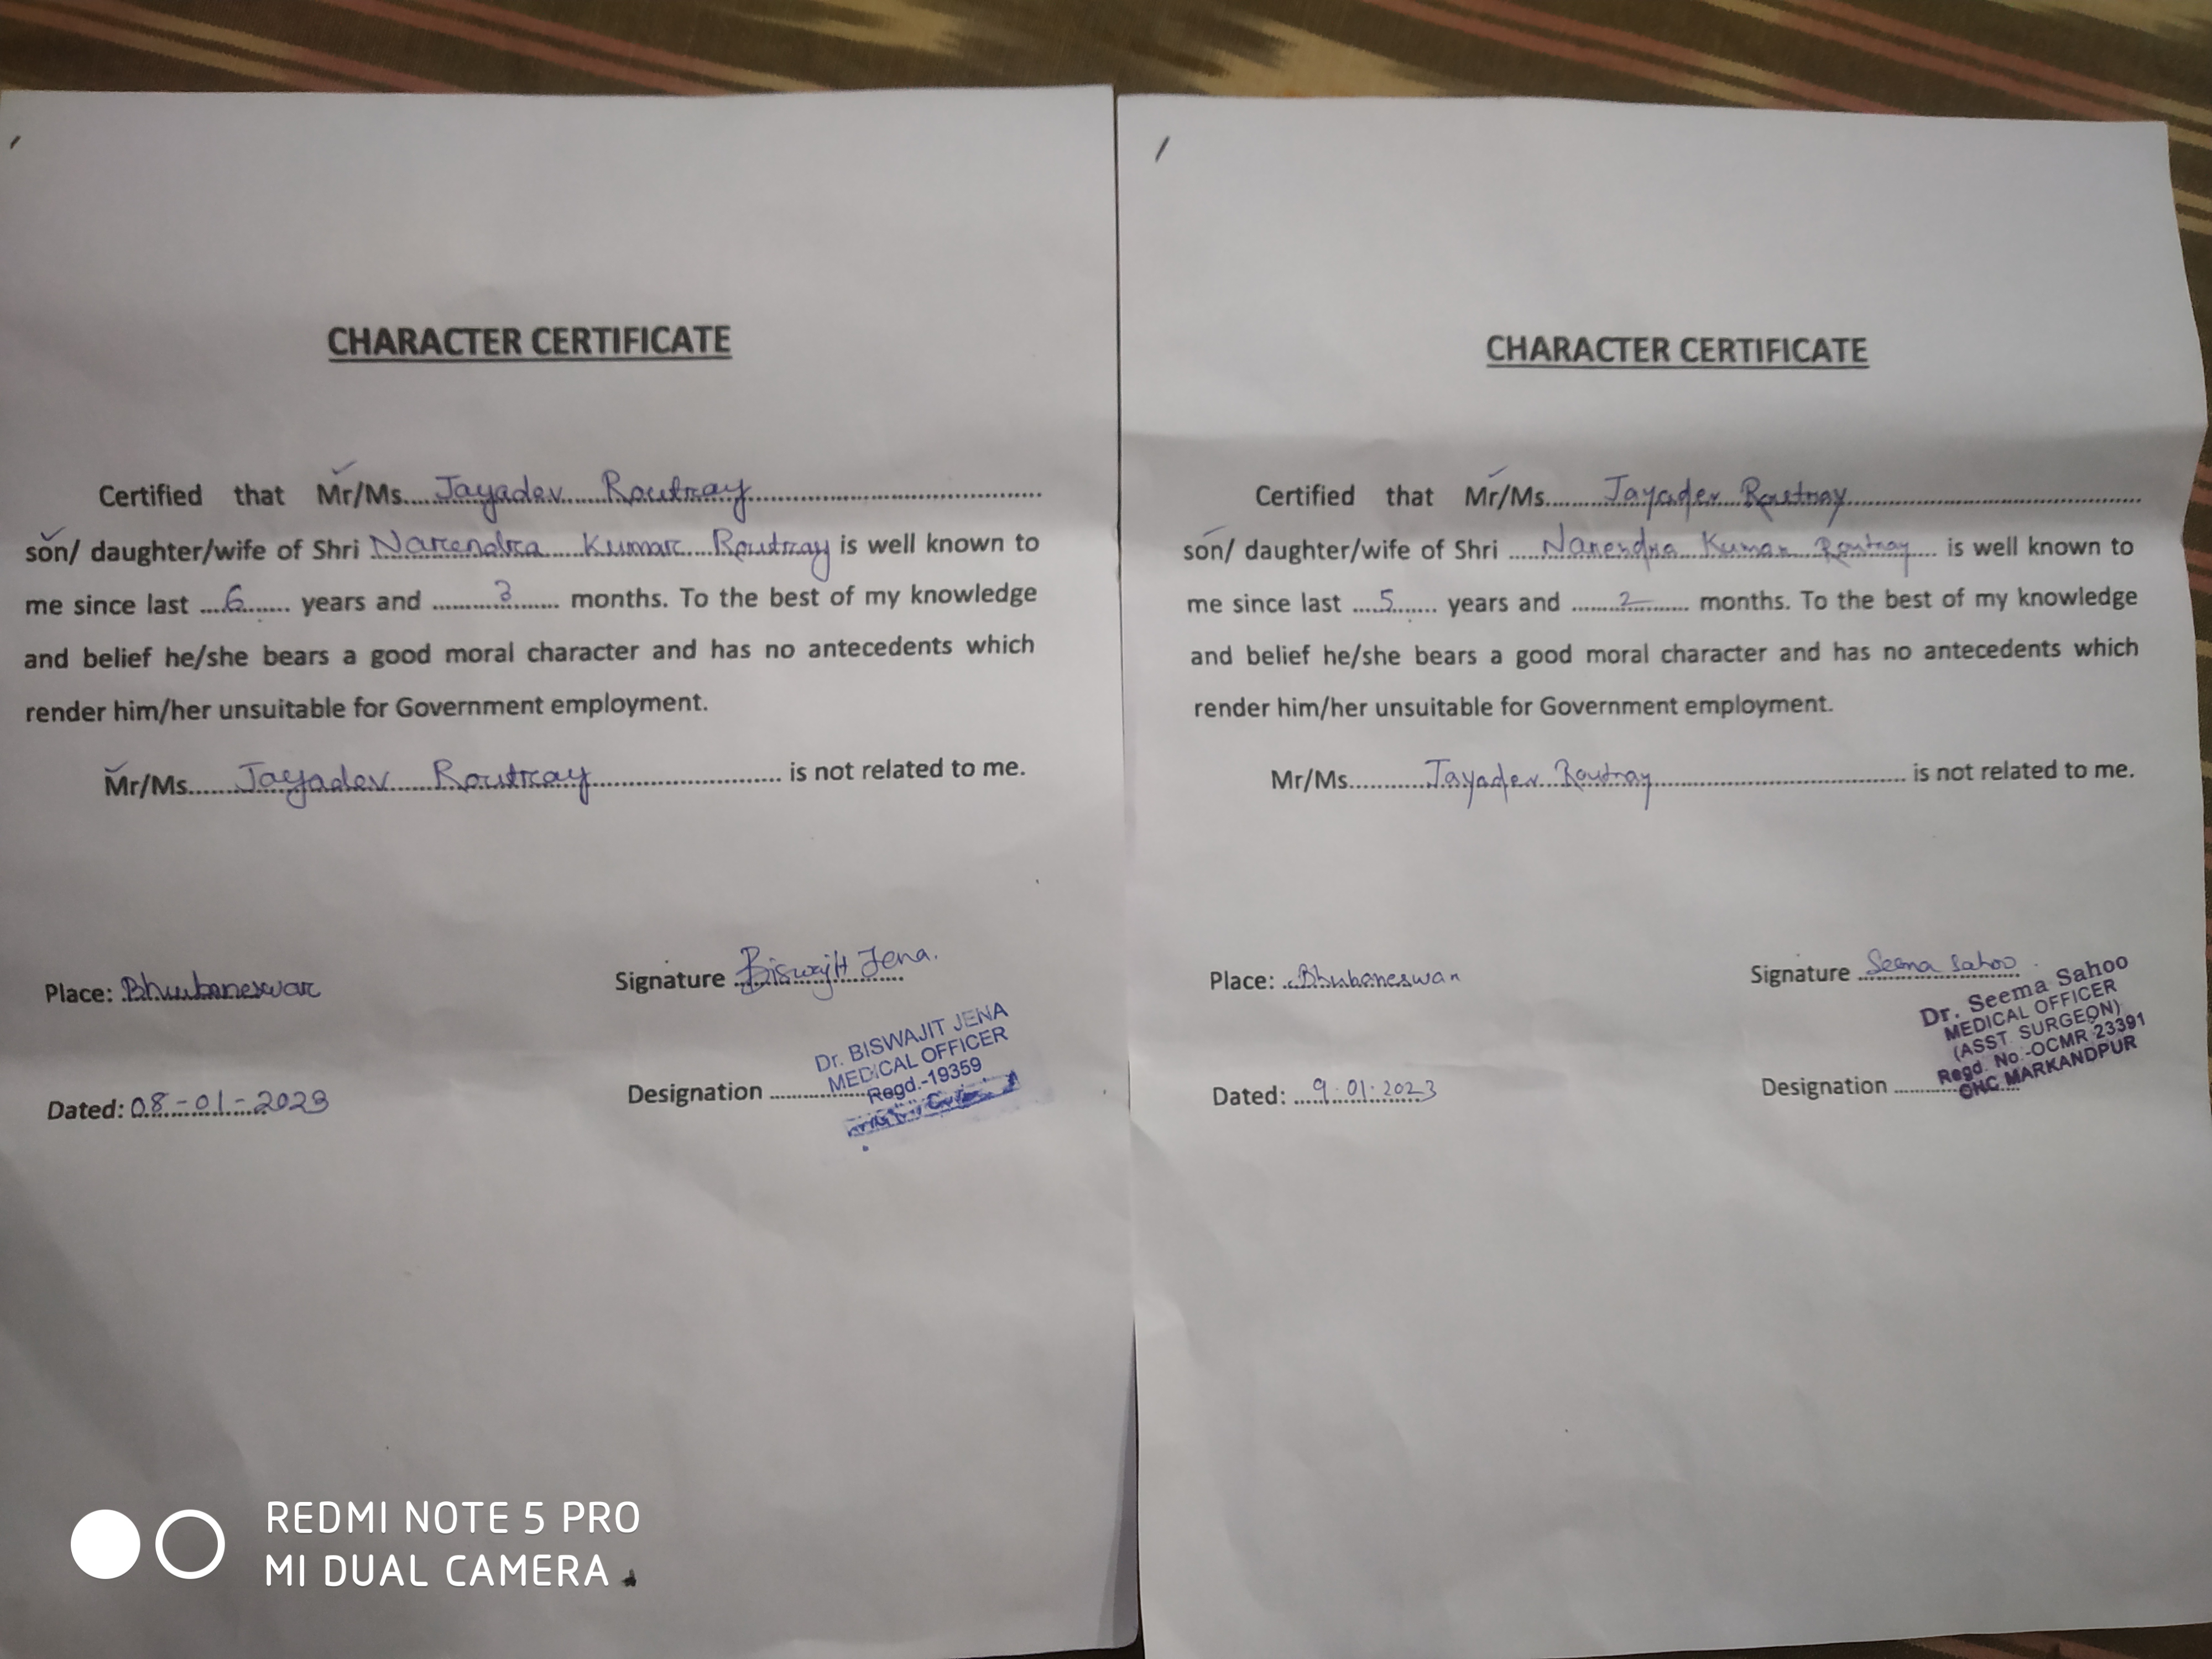 CHARACTER CERTIFICATE
Certified that Mr/Ms....Jayadev......Routray..........................................
son/ daughter/wife of Shri Narendra Kumar Routray is well known to
me since last ....6....... years and ..........3....... months. To the best of my knowledge
and belief he/she bears a good moral character and has no antecedents which
render him/her unsuitable for Government employment.
Mr/Ms.......Jayadev Routray........................... is not related to me.
Place: Bhubaneswar
Signature Biswajit Jena.
Dr. BISWAJIT JENA
MEDICAL OFFICER
Regd.-19359
Designation ................
Dated: 08-01-2023
CHARACTER CERTIFICATE
Certified that Mr/Ms.........Jayadev Routray..........................................
son/ daughter/wife of Shri .....Narendra Kumar Routray.... is well known to
me since last .....5....... years and ........2........ months. To the best of my knowledge
and belief he/she bears a good moral character and has no antecedents which
render him/her unsuitable for Government employment.
Mr/Ms............Jayadev Routray..................................... is not related to me.
Place: ..Bhubaneswar
Signature ..Seema Sahoo
Dr. Seema Sahoo
MEDICAL OFFICER
(ASST. SURGEON)
Regd. No.-OCMR 23391
CHC MARKANDPUR
Designation ................
Dated: ....9.01.2023
REDMI NOTE 5 PRO
MI DUAL CAMERA